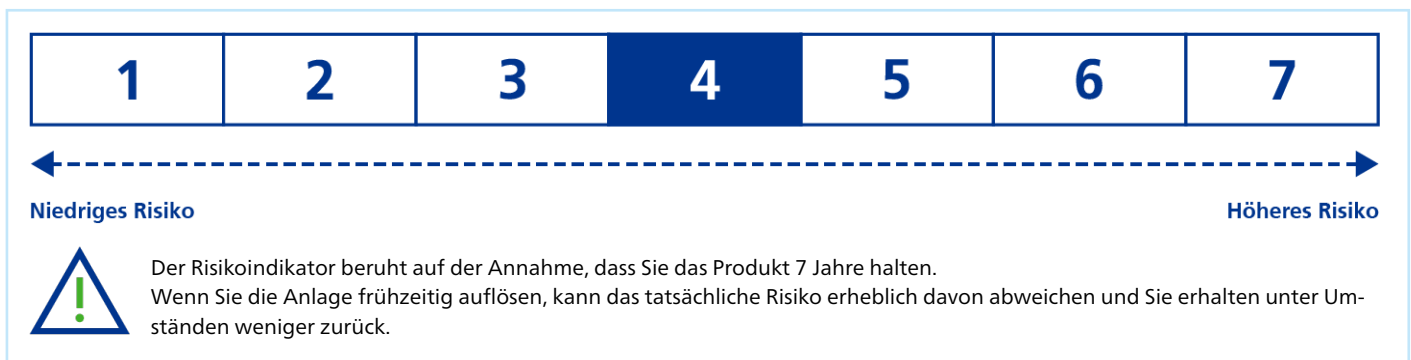 1 2 3 4 5 6 7
Niedriges Risiko Höheres Risiko
Der Risikoindikator beruht auf der Annahme, dass Sie das Produkt 7 Jahre halten.
Wenn Sie die Anlage frühzeitig auflösen, kann das tatsächliche Risiko erheblich davon abweichen und Sie erhalten unter Um-
ständen weniger zurück.